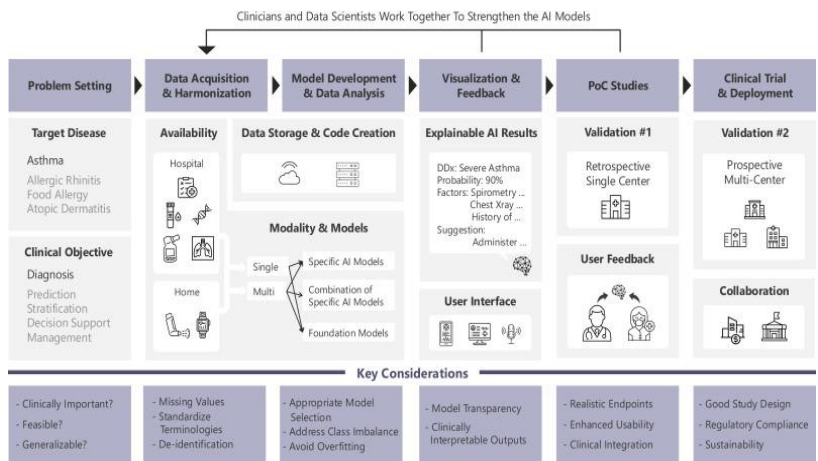 Clinicians and Data Scientists Work Together To Strengthen the AI Models
Problem Setting
Data Acquisition
& Harmonization
Model Development
& Data Analysis
Visualization &
Feedback
PoC Studies
Clinical Trial
& Deployment
Target Disease
Asthma
Allergic Rhinitis
Food Allergy
Atopic Dermatitis
Clinical Objective
Diagnosis
Prediction
Stratification
Decision Support
Management
Availability
Hospital
Home
Data Storage & Code Creation
Modality & Models
Single
Multi
Specific AI Models
Combination of
Specific AI Models
Foundation Models
Explainable AI Results
DDx: Severe Asthma
Probability: 90%
Factors: Spirometry ...
Chest Xray ...
History of ...
Suggestion:
Administer ...
User Interface
Validation #1
Retrospective
Single Center
User Feedback
Validation #2
Prospective
Multi-Center
Collaboration
Key Considerations
- Clinically Important?
- Feasible?
- Generalizable?
- Missing Values
- Standardize
Terminologies
- De-identification
- Appropriate Model
Selection
- Address Class Imbalance
- Avoid Overfitting
- Model Transparency
- Clinically
Interpretable Outputs
- Realistic Endpoints
- Enhanced Usability
- Clinical Integration
- Good Study Design
- Regulatory Compliance
- Sustainability